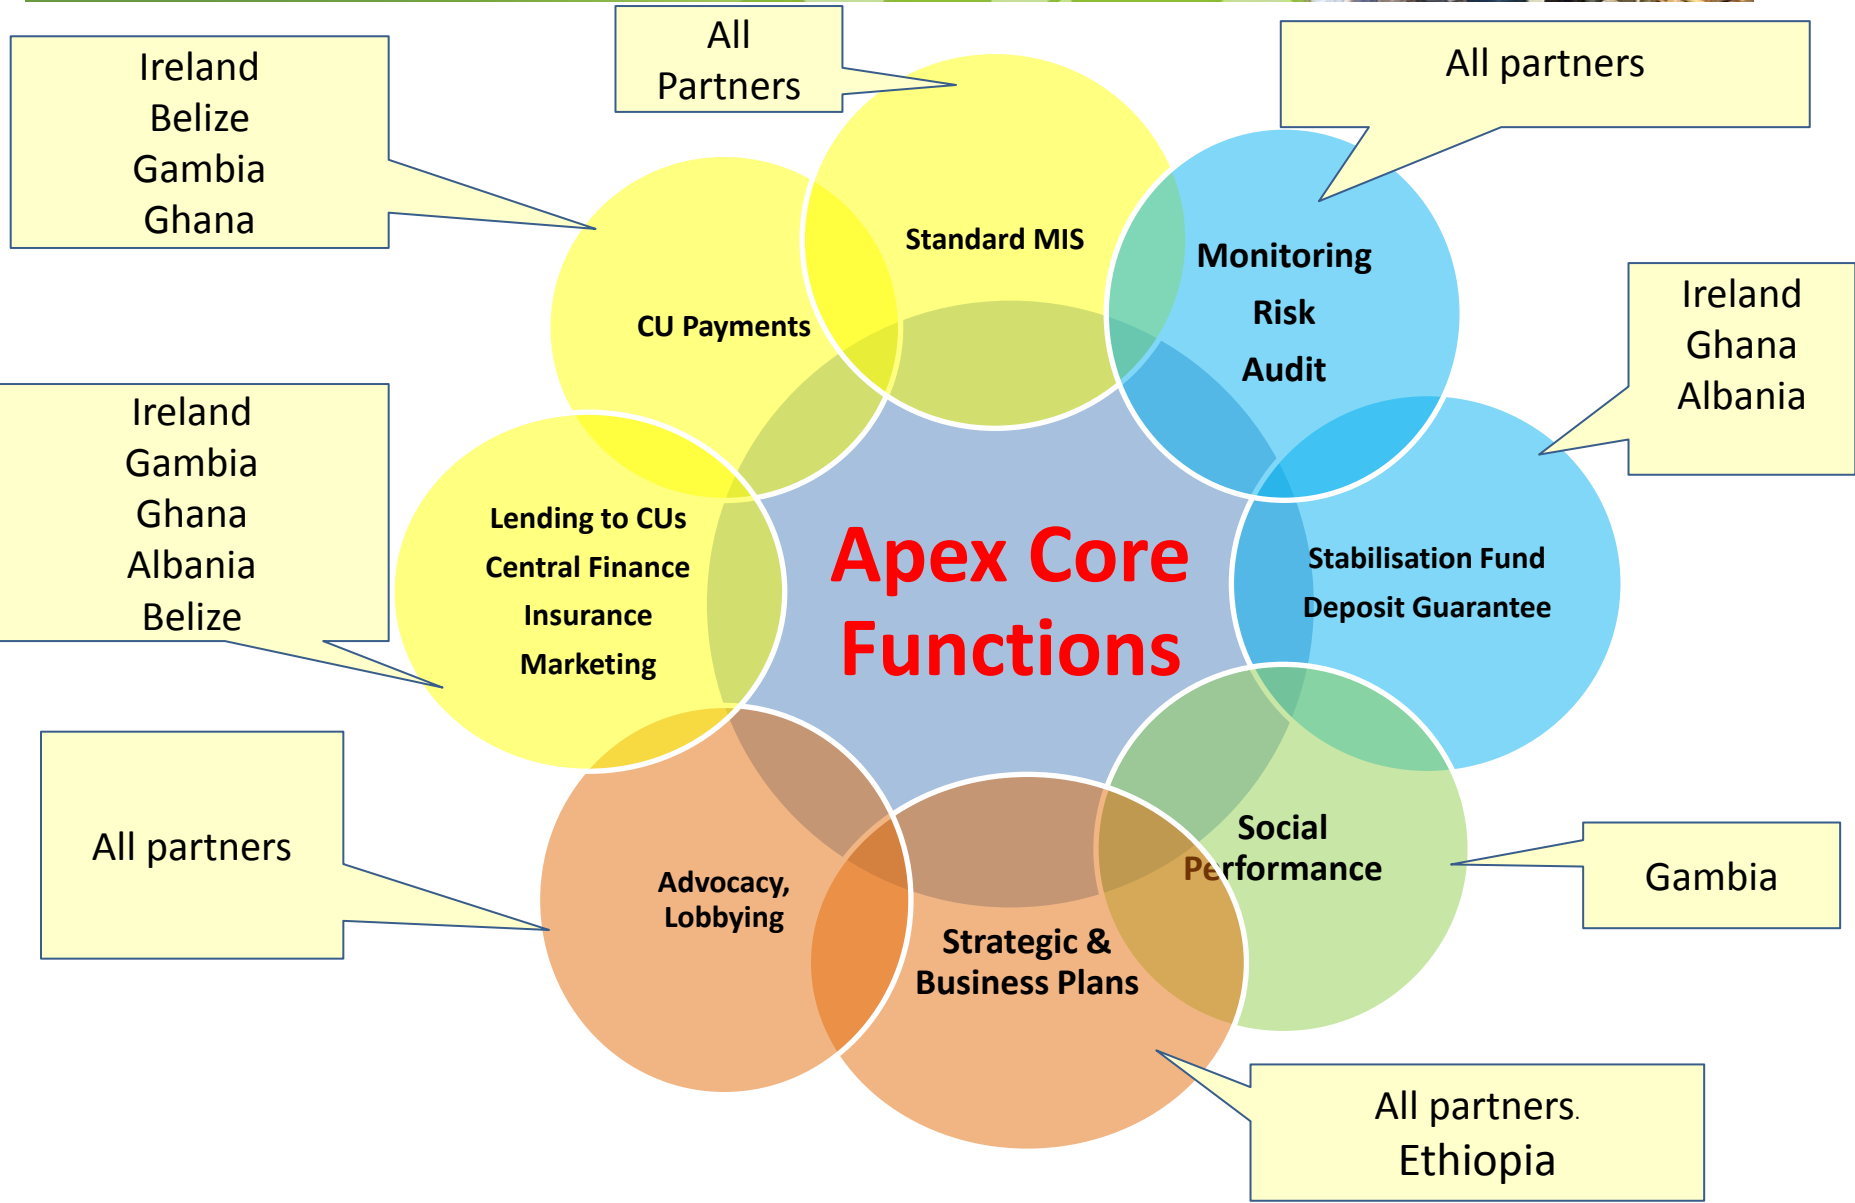 All
Partners
All partners
Ireland
Belize
Gambia
Ghana
Standard MIS
Monitoring
Risk
Audit
CU Payments
Ireland
Ghana
Albania
Ireland
Gambia
Ghana
Albania
Belize
Lending to CUs
Central Finance
Insurance
Marketing
Apex Core
Functions
Stabilisation Fund
Deposit Guarantee
All partners
Advocacy,
Lobbying
Strategic &
Business Plans
Social
Performance
Gambia
All partners.
Ethiopia